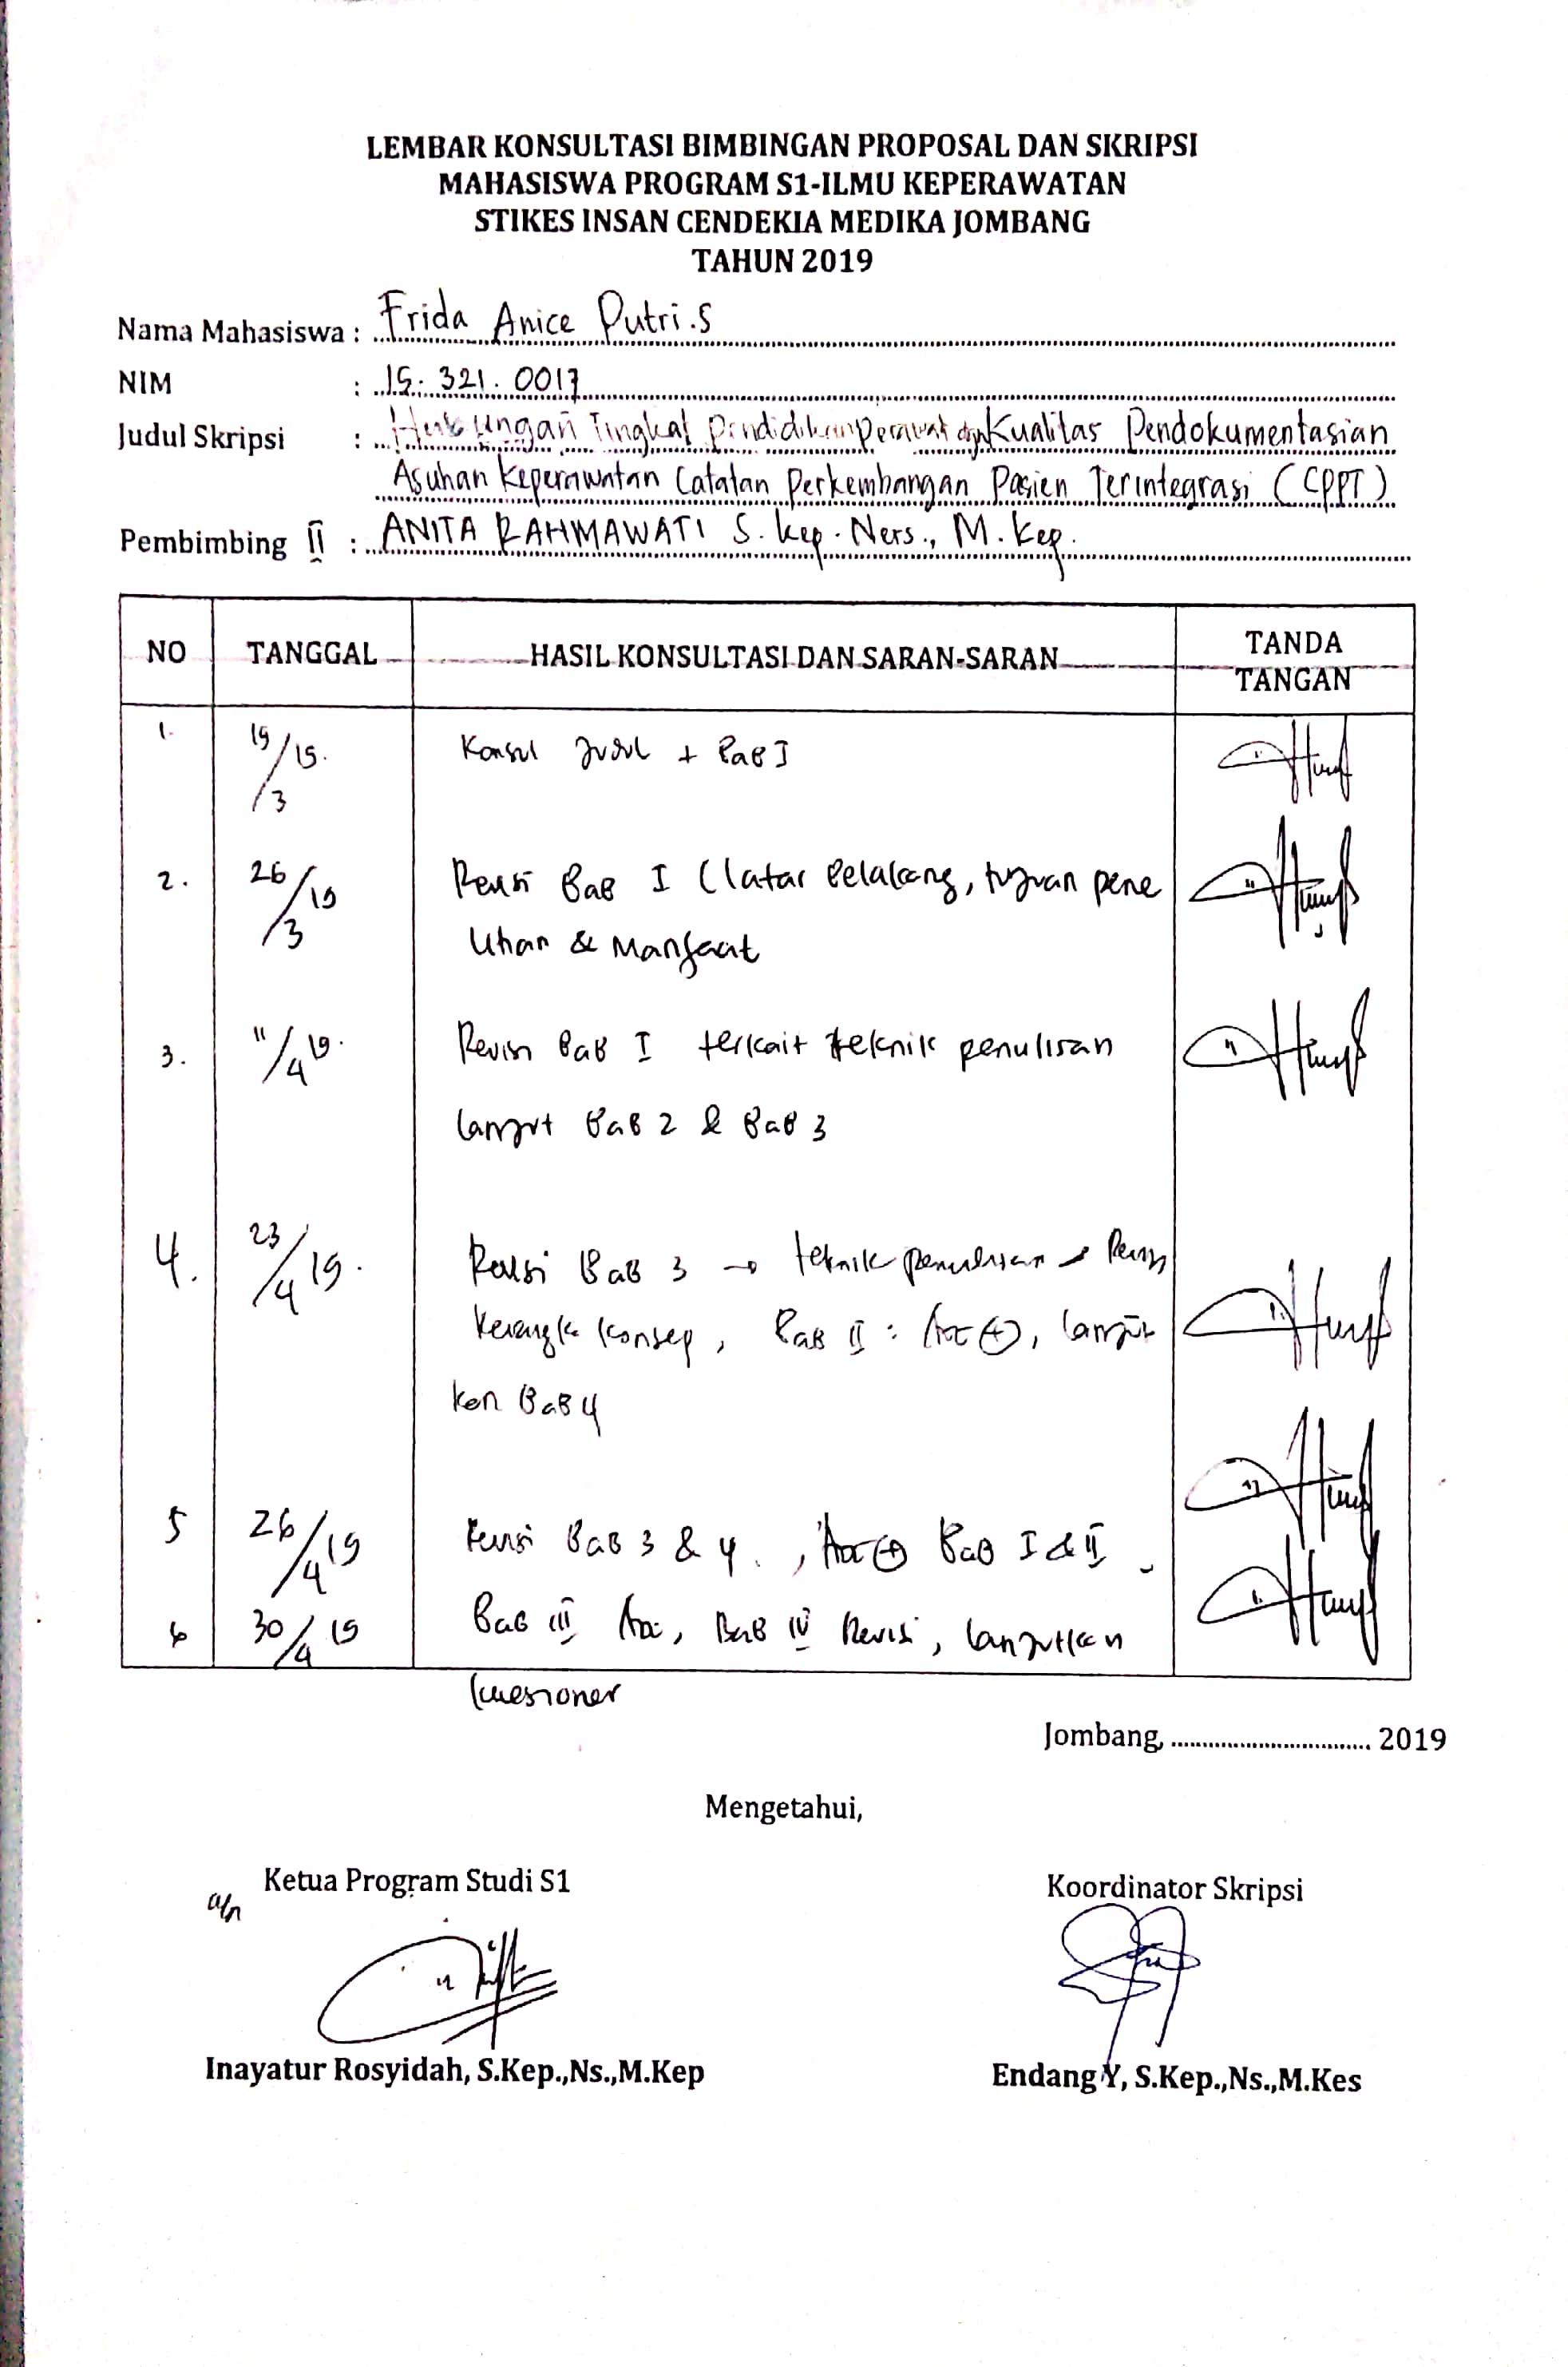 LEMBAR KONSULTASI BIMBINGAN PROPOSAL DAN SKRIPSI
MAHASISWA PROGRAM S1-ILMU KEPERAWATAN
STIKES INSAN CENDEKIA MEDIKA JOMBANG
TAHUN 2019
Nama Mahasiswa : Frida Anice Putri.S
NIM : 15.321.0017
Judul Skripsi : Hubungan Tingkat Pendidikan perawat dgn Kualitas Pendokumentasian
Asuhan Keperawatan Catatan Perkembangan Pasien Terintegrasi (CPPT)
Pembimbing II : ANITA RAHMAWATI S.Kep.Ners., M.Kep.
NO TANGGAL HASIL KONSULTASI DAN SARAN-SARAN TANDA TANGAN
1. 19/3 19. Konsul Judul + BAB I
2. 26/3 19 Revisi BAB I (latar belakang, tujuan pene
litian & Manfaat
3. 11/4 19. Revisi BAB I terkait teknik penulisan
lanjut BAB 2 & BAB 3
4. 23/4 19. Revisi BAB 3 → teknik penulisan → Revisi
kerangka konsep, BAB II : Acc (+), lanjut
kan BAB 4
5 26/4 19 Revisi BAB 3 & 4., Acc (+) BAB I & II
6 30/4 19 BAB III Acc, BAB IV Revisi, lanjutkan
kuesioner
Jombang, .............................. 2019
Mengetahui,
a/n Ketua Program Studi S1
Koordinator Skripsi
Inayatur Rosyidah, S.Kep.,Ns.,M.Kep
Endang Y, S.Kep.,Ns.,M.Kes